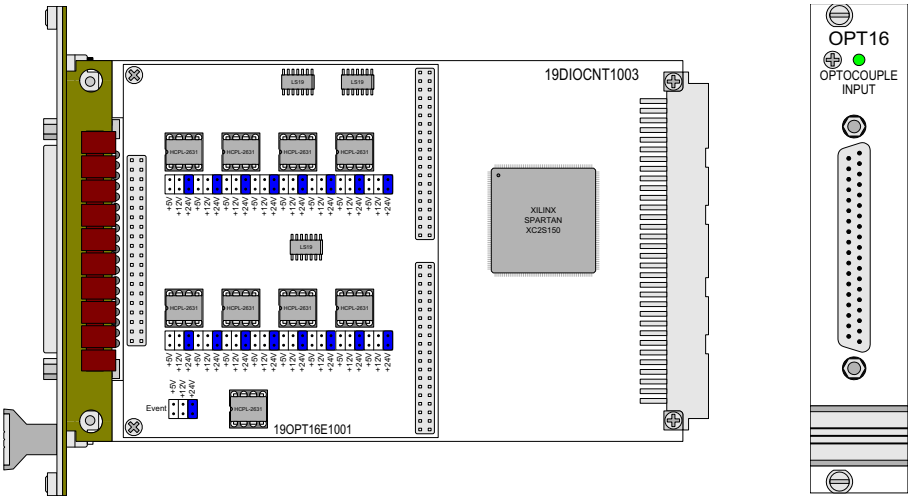 OPT16
OPTOCOUPLE
INPUT
19DIOCNT1003
LS19 LS19
HCPL-2631 HCPL-2631 HCPL-2631 HCPL-2631
+5V +12V +24V +5V +12V +24V +5V +12V +24V +5V +12V +24V +5V +12V +24V +5V +12V +24V +5V +12V +24V +5V +12V +24V
XILINX
SPARTAN
XC2S150
LS19
HCPL-2631 HCPL-2631 HCPL-2631 HCPL-2631
+5V +12V +24V +5V +12V +24V +5V +12V +24V +5V +12V +24V +5V +12V +24V +5V +12V +24V +5V +12V +24V +5V +12V +24V
+5V +12V +24V
Event
HCPL-2631
19OPT16E1001